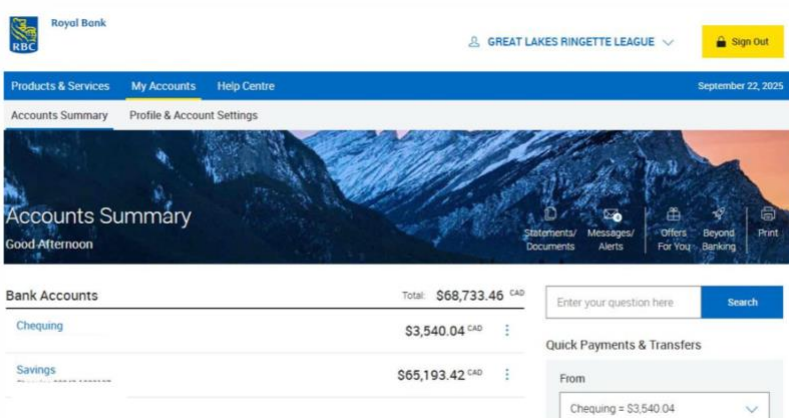 Royal Bank
RBC
GREAT LAKES RINGETTE LEAGUE
Sign Out
Products & Services My Accounts Help Centre September 22, 2025
Accounts Summary Profile & Account Settings
Accounts Summary
Good Afternoon
Statements/ Documents
Messages/ Alerts
Offers For You
Beyond Banking
Print
Bank Accounts Total: $68,733.46 CAD
Chequing $3,540.04 CAD
Savings $65,193.42 CAD
Enter your question here Search
Quick Payments & Transfers
From
Chequing = $3,540.04